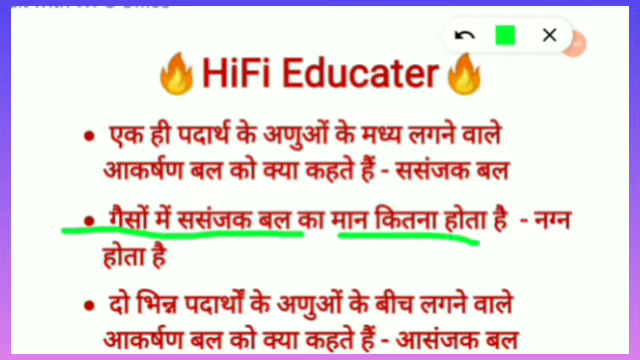 🔥HiFi Educater🔥
• एक ही पदार्थ के अणुओं के मध्य लगने वाले
आकर्षण बल को क्या कहते हैं - ससंजक बल
• गैसों में ससंजक बल का मान कितना होता है - नग्न
होता है
• दो भिन्न पदार्थों के अणुओं के बीच लगने वाले
आकर्षण बल को क्या कहते हैं - आसंजक बल